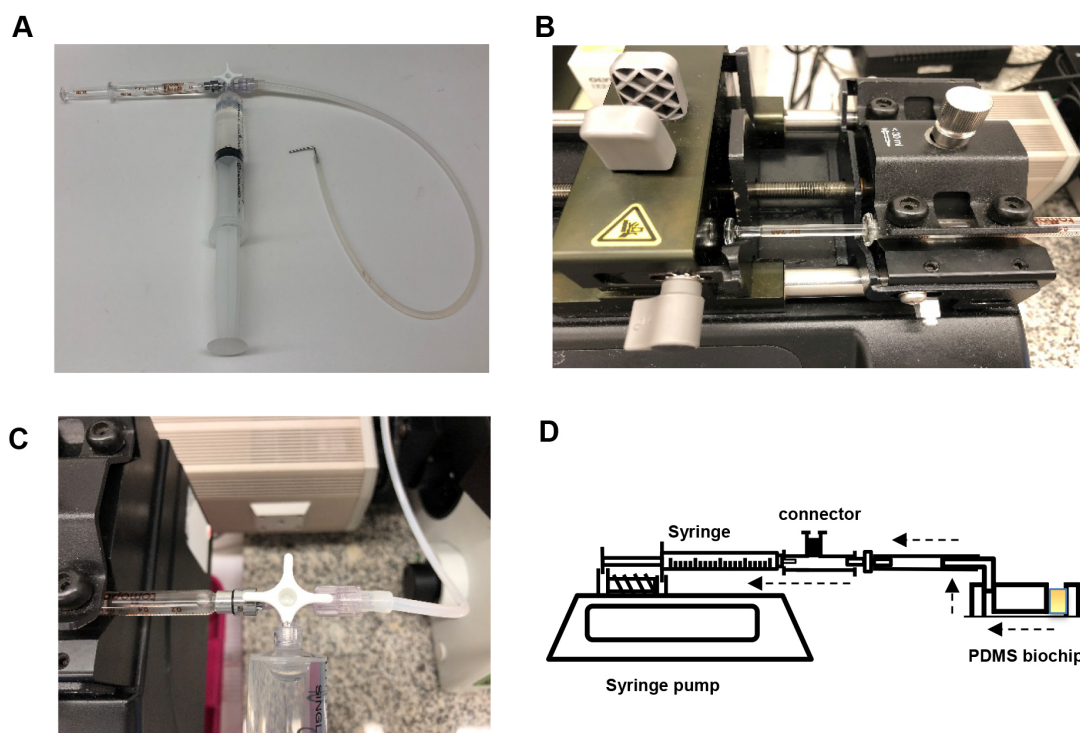 A
B
C
D
connector
Syringe
PDMS biochip
Syringe pump